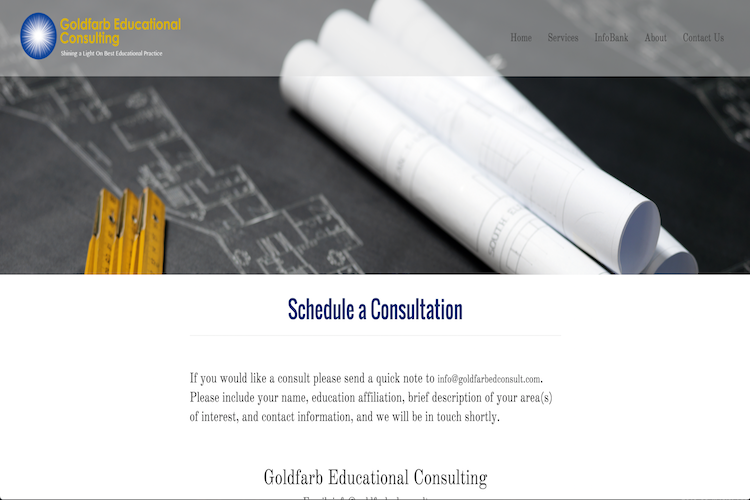 Goldfarb Educational
Consulting
Shining a Light On Best Educational Practice
Home Services InfoBank About Contact Us
SOUTH
Schedule a Consultation
If you would like a consult please send a quick note to info@goldfarbedconsult.com.
Please include your name, education affiliation, brief description of your area(s)
of interest, and contact information, and we will be in touch shortly.
Goldfarb Educational Consulting